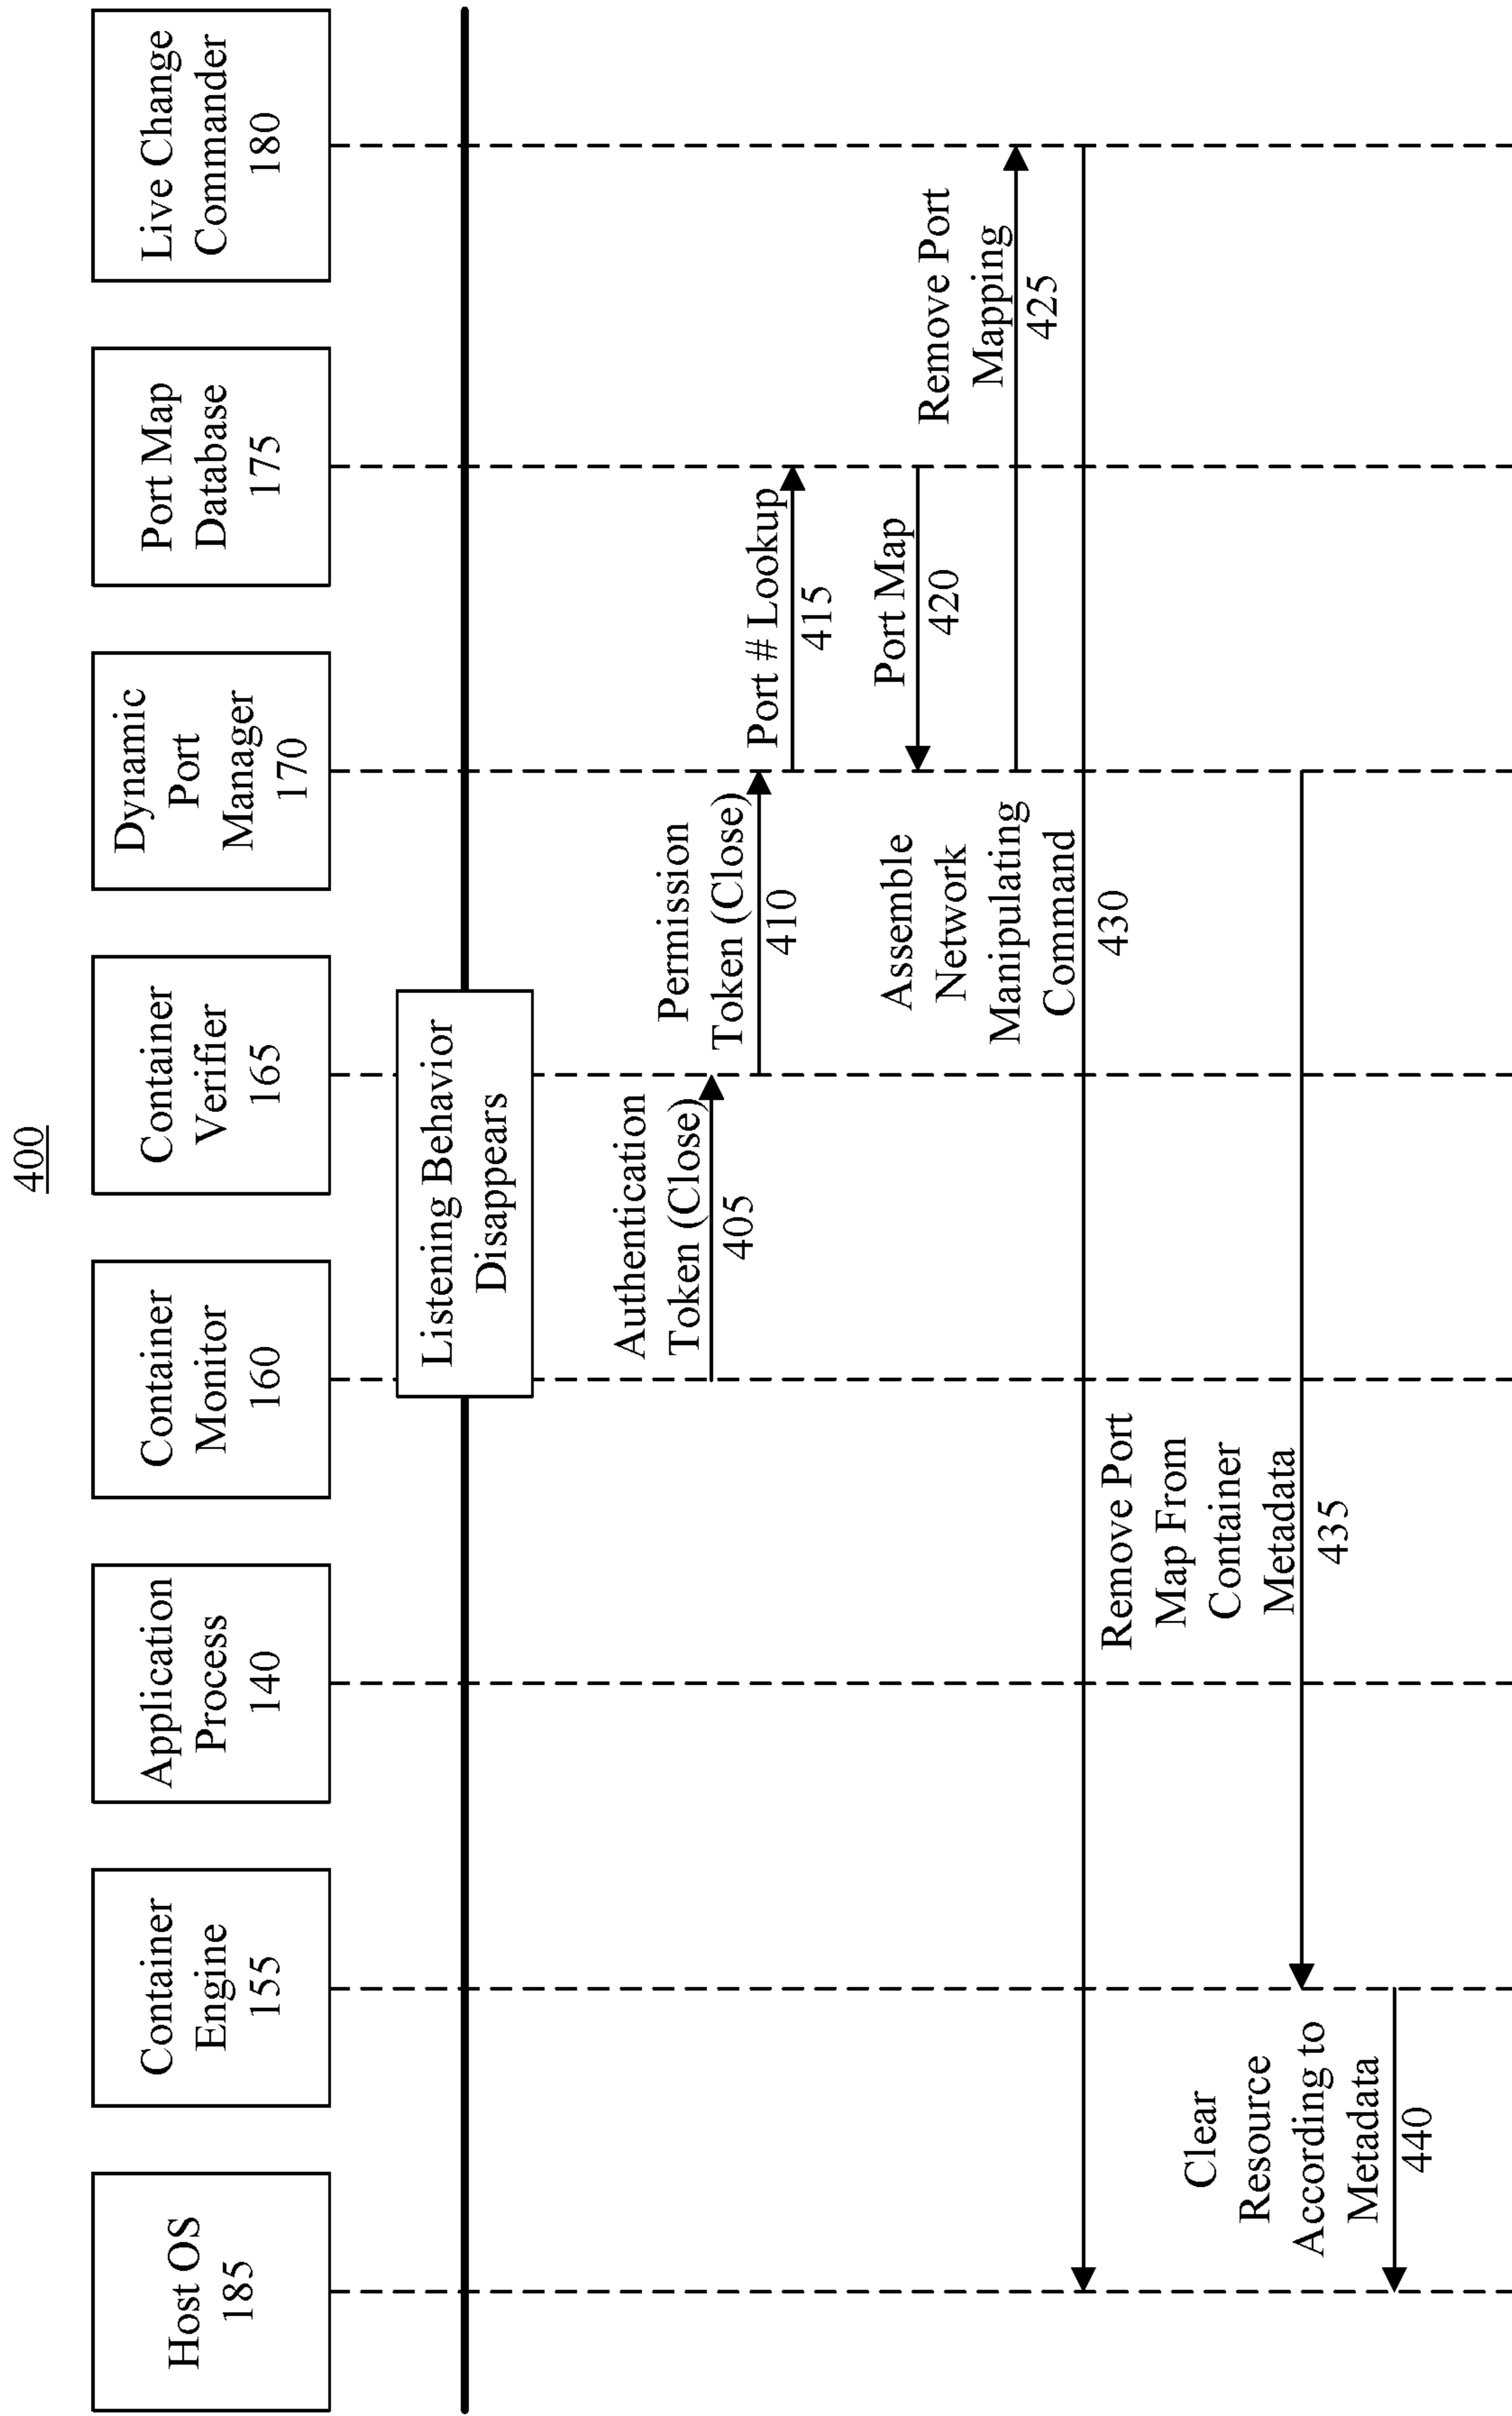 400
Host OS
185
Container
Engine
155
Application
Process
140
Container
Monitor
160
Container
Verifier
165
Dynamic
Port
Manager
170
Port Map
Database
175
Live Change
Commander
180
Listening Behavior
Disappears
Authentication
Token (Close)
405
Permission
Token (Close)
410
Port # Lookup
415
Port Map
420
Remove Port
Mapping
425
Assemble
Network
Manipulating
Command
430
Remove Port
Map From
Container
Metadata
435
Clear
Resource
According to
Metadata
440